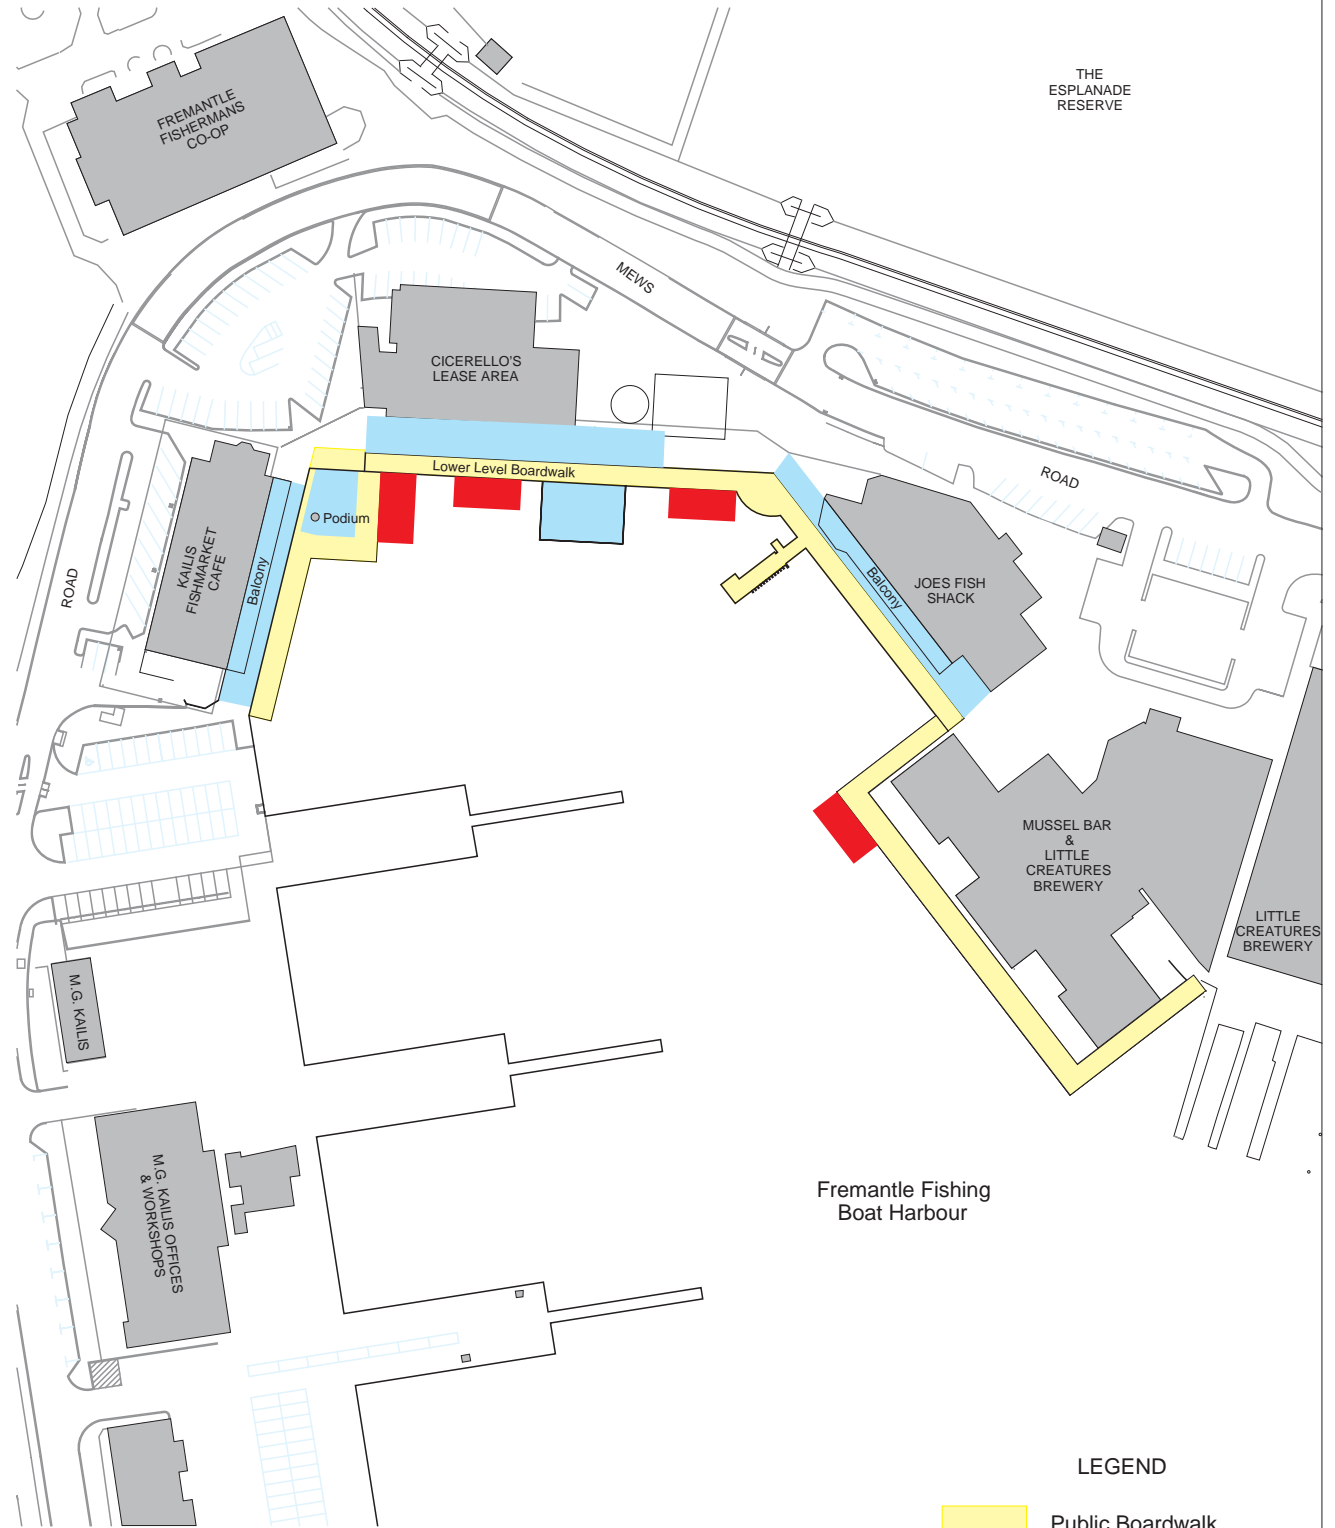 THE
ESPLANADE
RESERVE
FREMANTLE
FISHERMANS
CO-OP
MEWS
CICERELLO'S
LEASE AREA
ROAD
Lower Level Boardwalk
Podium
KAILIS
FISHMARKET
CAFE
Balcony
ROAD
Balcony
JOES FISH
SHACK
MUSSEL BAR
&
LITTLE
CREATURES
BREWERY
LITTLE
CREATURES
BREWERY
M.G. KAILIS
M.G. KAILIS OFFICES
& WORKSHOPS
Fremantle Fishing
Boat Harbour
LEGEND
Public Boardwalk